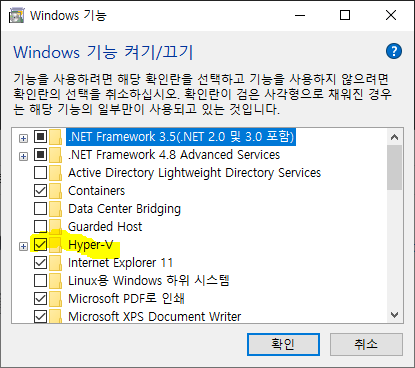 Windows 기능
Windows 기능 켜기/끄기
기능을 사용하려면 해당 확인란을 선택하고 기능을 사용하지 않으려면
확인란의 선택을 취소하십시오. 확인란이 검은 사각형으로 채워진 경우
는 해당 기능의 일부만이 사용되고 있는 것입니다.
.NET Framework 3.5(.NET 2.0 및 3.0 포함)
.NET Framework 4.8 Advanced Services
Active Directory Lightweight Directory Services
Containers
Data Center Bridging
Guarded Host
Hyper-V
Internet Explorer 11
Linux용 Windows 하위 시스템
Microsoft PDF로 인쇄
Microsoft XPS Document Writer
확인
취소